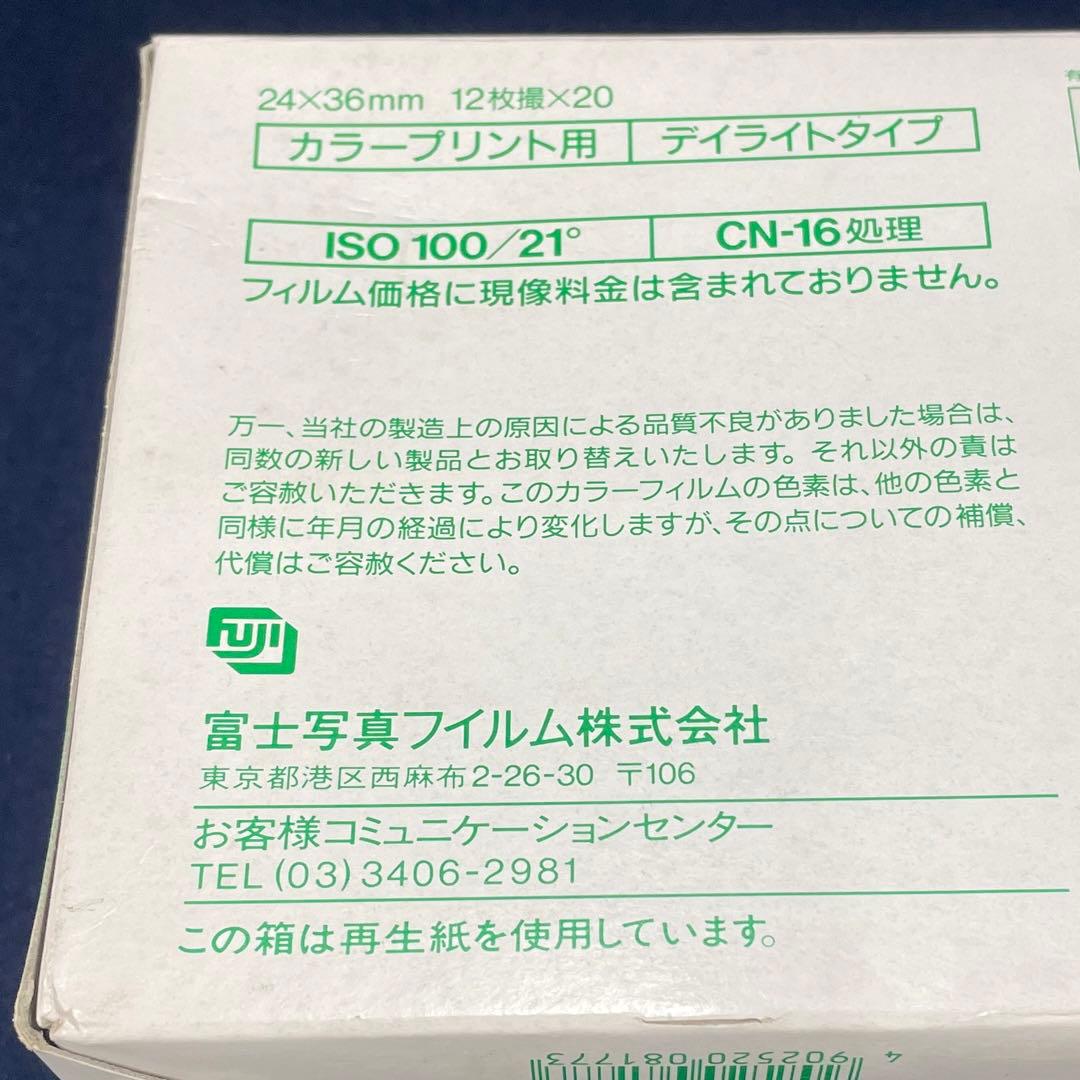 24×36mm 12枚撮×20
有
カラープリント用 デイライトタイプ
ISO 100/21° CN-16処理
フィルム価格に現像料金は含まれておりません。
万一、当社の製造上の原因による品質不良がありました場合は、
同数の新しい製品とお取り替えいたします。それ以外の責は
ご容赦いただきます。このカラーフィルムの色素は、他の色素と
同様に年月の経過により変化しますが、その点についての補償、
代償はご容赦ください。
FUJI
富士写真フイルム株式会社
東京都港区西麻布2-26-30 〒106
お客様コミュニケーションセンター
TEL (03) 3406-2981
この箱は再生紙を使用しています。
4 902520 081773